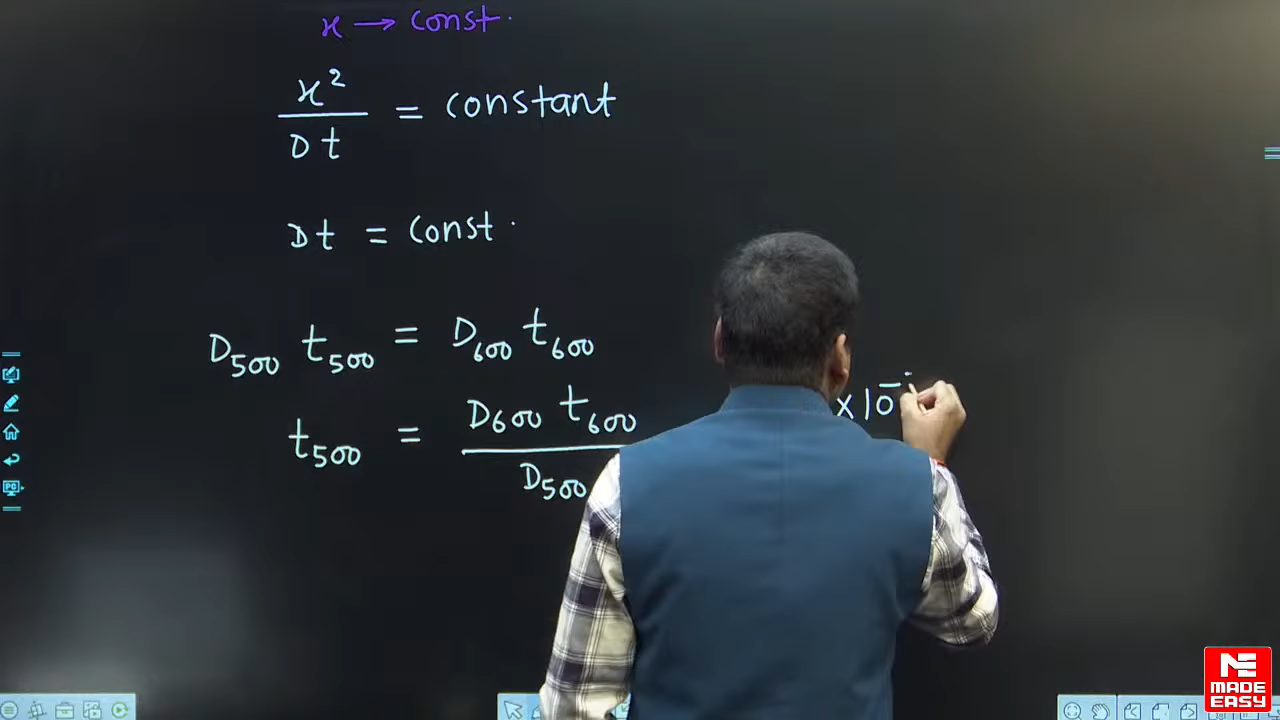 x → const.
x² / Dt = constant
Dt = const.
D₅₀₀ t₅₀₀ = D₆₀₀ t₆₀₀
t₅₀₀ = D₆₀₀ t₆₀₀ / D₅₀₀ × 10⁻
MADE EASY